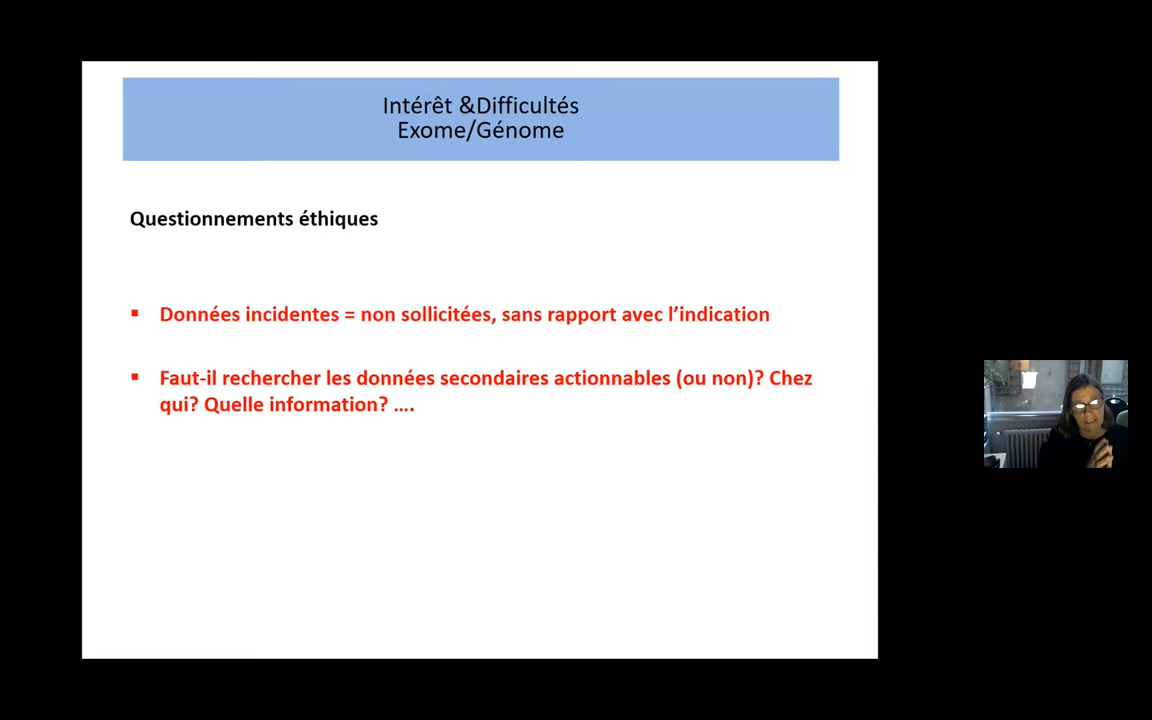 Intérêt &Difficultés
Exome/Génome
Questionnements éthiques
▪ Données incidentes = non sollicitées, sans rapport avec l’indication
▪ Faut-il rechercher les données secondaires actionnables (ou non)? Chez
qui? Quelle information? ….